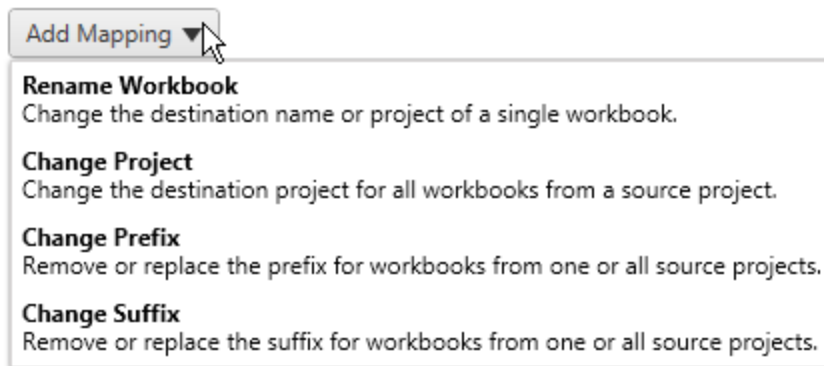 Add Mapping
Rename Workbook
Change the destination name or project of a single workbook.
Change Project
Change the destination project for all workbooks from a source project.
Change Prefix
Remove or replace the prefix for workbooks from one or all source projects.
Change Suffix
Remove or replace the suffix for workbooks from one or all source projects.